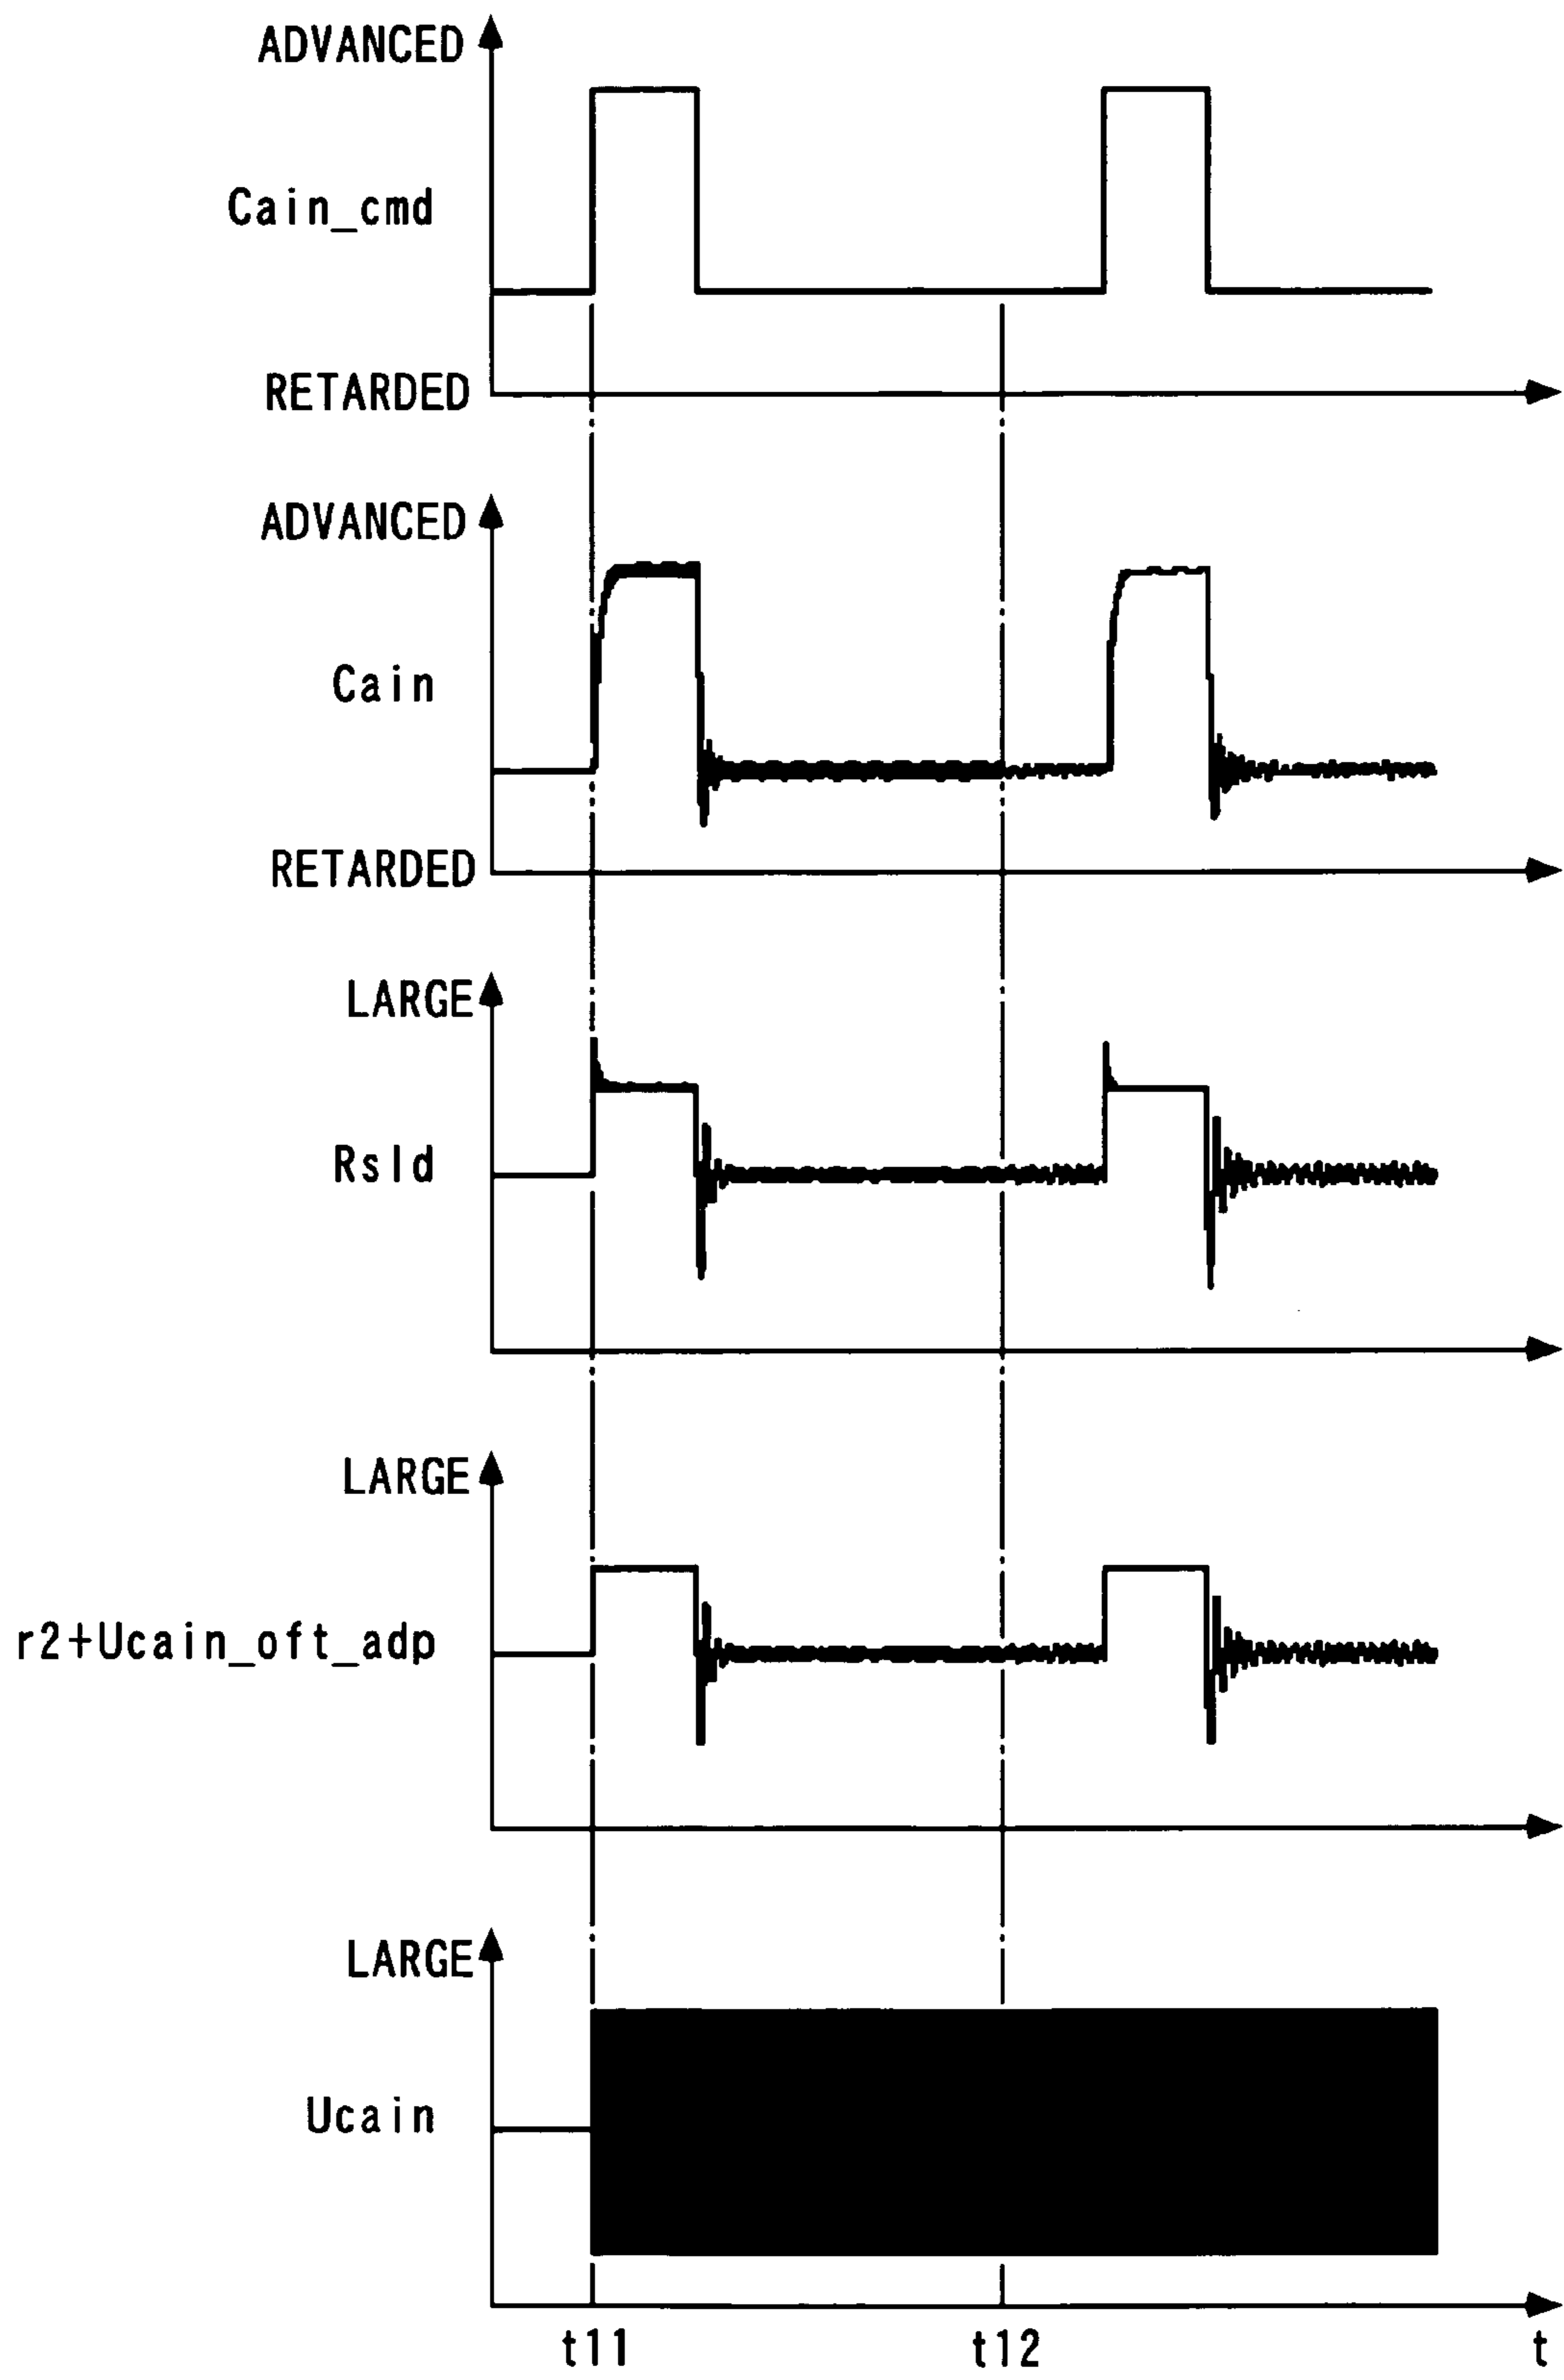 ADVANCED
Cain_cmd
RETARDED
ADVANCED
Cain
RETARDED
LARGE
Rsld
LARGE
r2+Ucain_oft_adp
LARGE
Ucain
t11 t12 t